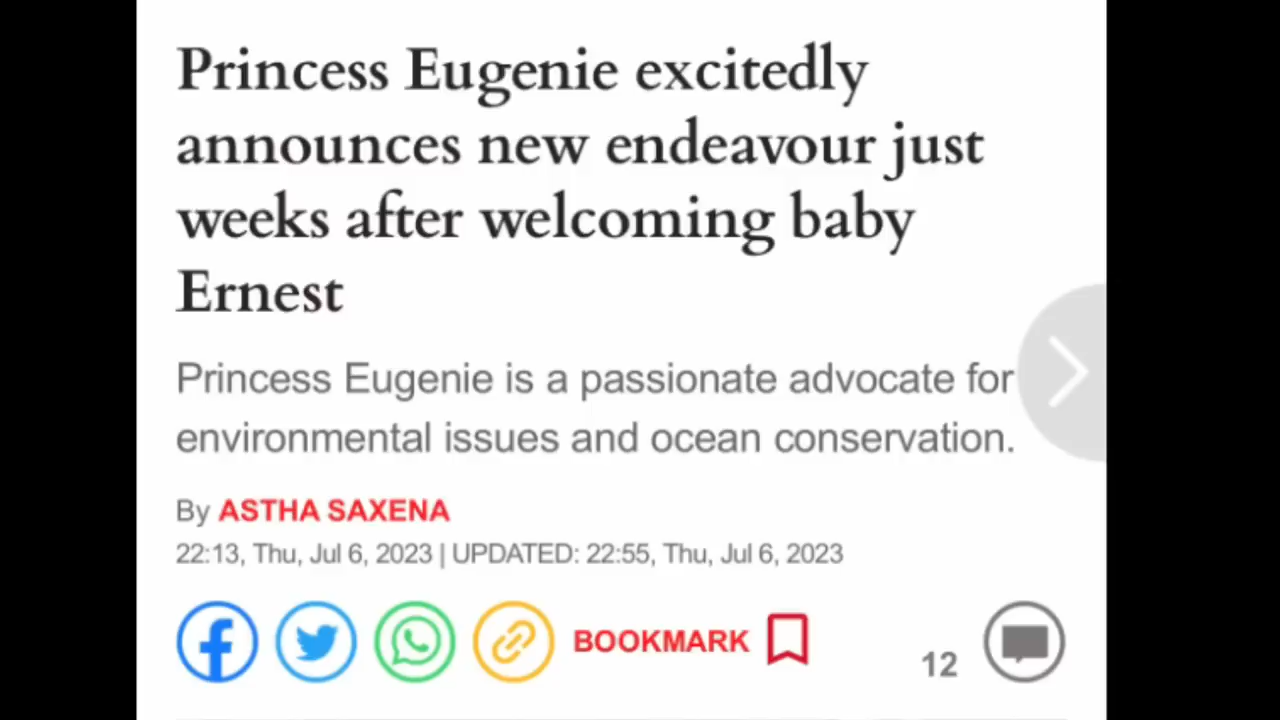 Princess Eugenie excitedly
announces new endeavour just
weeks after welcoming baby
Ernest
Princess Eugenie is a passionate advocate for
environmental issues and ocean conservation.
By ASTHA SAXENA
22:13, Thu, Jul 6, 2023 | UPDATED: 22:55, Thu, Jul 6, 2023
BOOKMARK 12